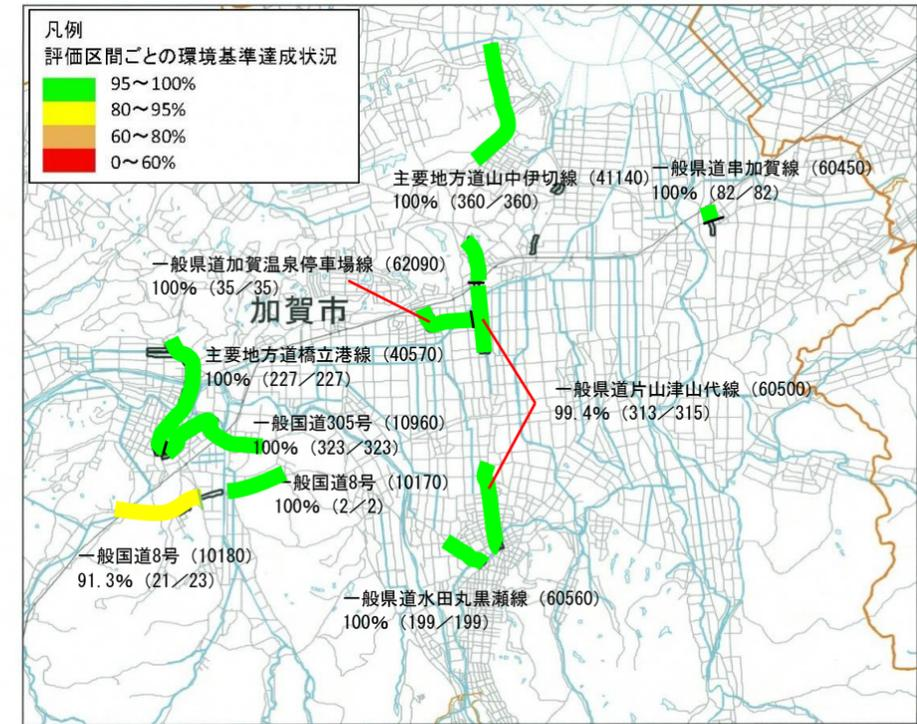 凡例
評価区間ごとの環境基準達成状況
95～100%
80～95%
60～80%
0～60%
主要地方道山中伊切線（41140）
100%（360／360）
一般県道串加賀線（60450）
100%（82／82）
一般県道加賀温泉停車場線（62090）
100%（35／35）
加賀市
主要地方道橋立港線（40570）
100%（227／227）
一般県道片山津山代線（60500）
99.4%（313／315）
一般国道305号（10960）
100%（323／323）
一般国道8号（10170）
100%（2／2）
一般国道8号（10180）
91.3%（21／23）
一般県道水田丸黒瀬線（60560）
100%（199／199）